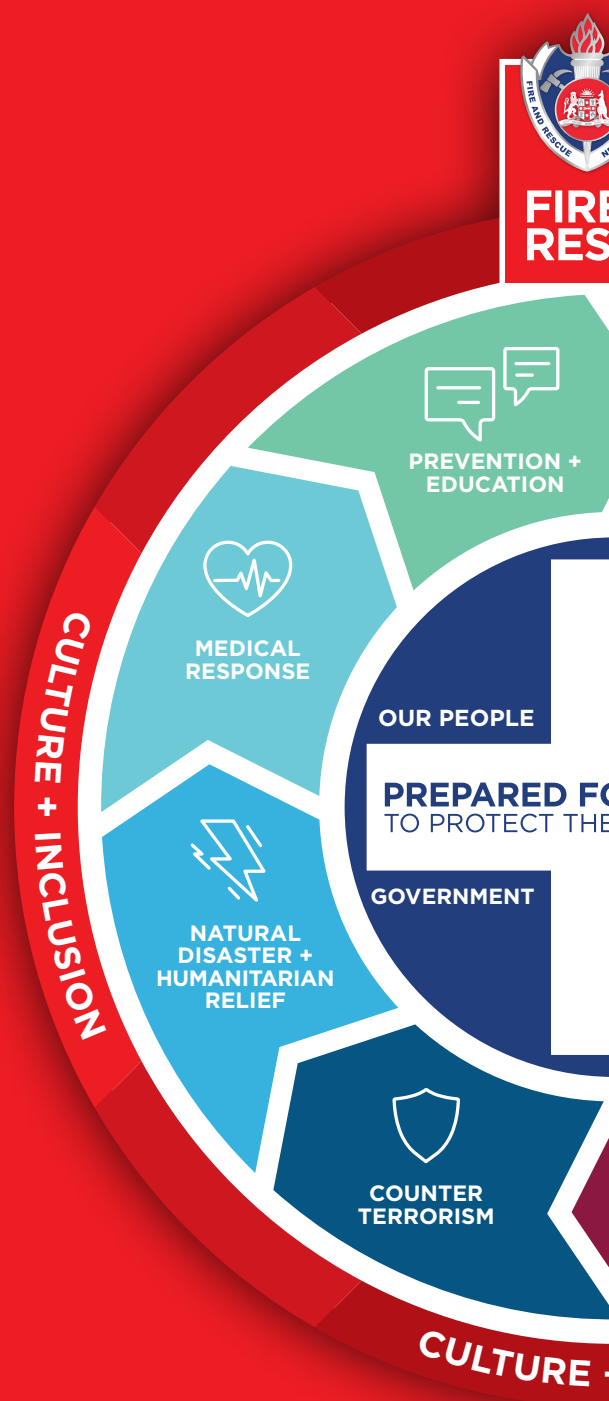 FIRE AND RESCUE
FIRE
RES
PREVENTION +
EDUCATION
MEDICAL
RESPONSE
CULTURE + INCLUSION
OUR PEOPLE
PREPARED FO
TO PROTECT THE
GOVERNMENT
NATURAL
DISASTER +
HUMANITARIAN
RELIEF
COUNTER
TERRORISM
CULTURE +